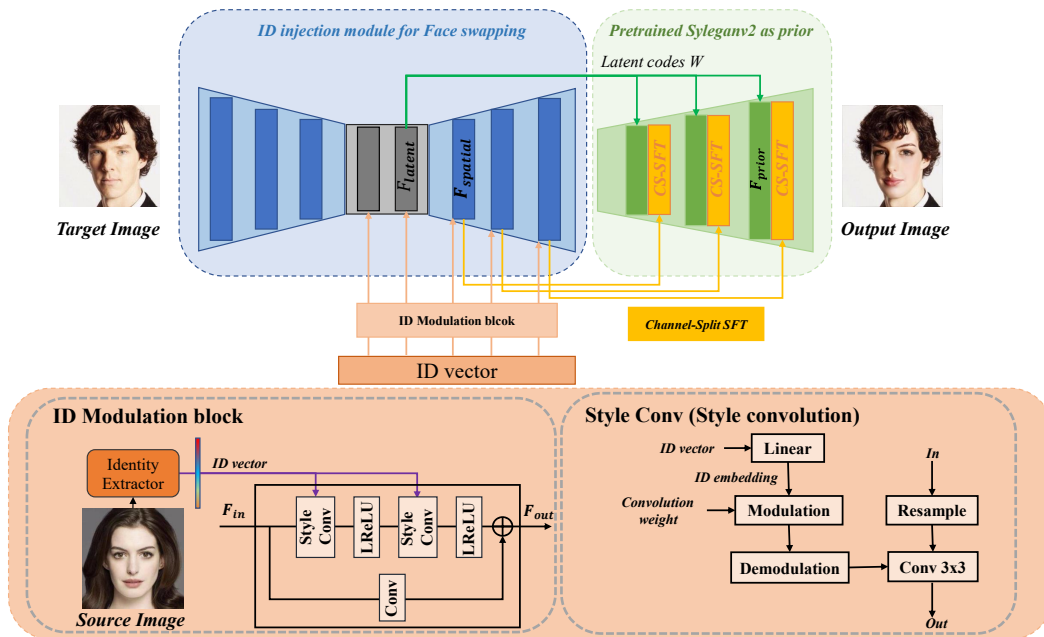 ID injection module for Face swapping
Pretrained Syleganv2 as prior
Latent codes W
F_latent
F_spatial
CS-SFT
CS-SFT
F_prior
CS-SFT
Target Image
Output Image
ID Modulation blcok
Channel-Split SFT
ID vector
ID Modulation block
Identity
Extractor
ID vector
F_in
Style
Conv
LReLU
Style
Conv
LReLU
F_out
Conv
Source Image
Style Conv (Style convolution)
ID vector
Linear
In
ID embedding
Convolution
weight
Modulation
Resample
Demodulation
Conv 3x3
Out